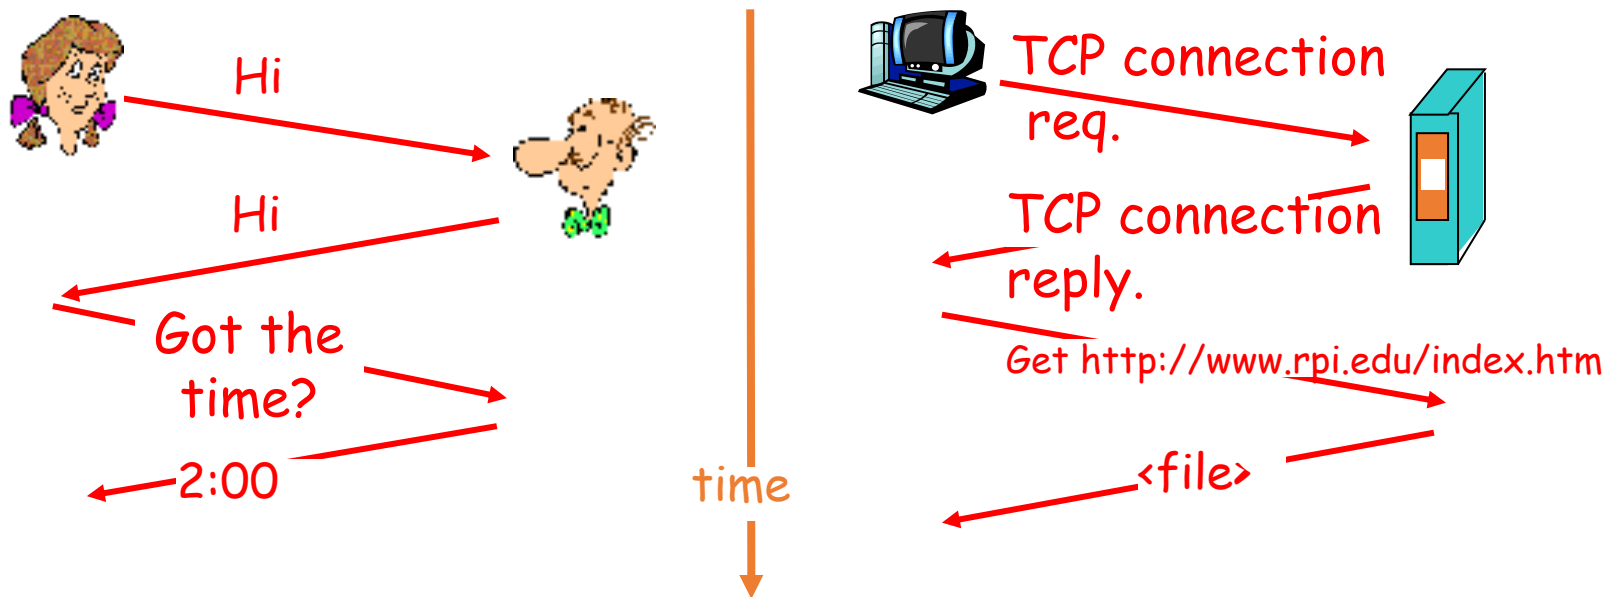 Hi
Hi
Got the
time?
2:00
time
TCP connection
req.
TCP connection
reply.
Get http://www.rpi.edu/index.htm
<file>